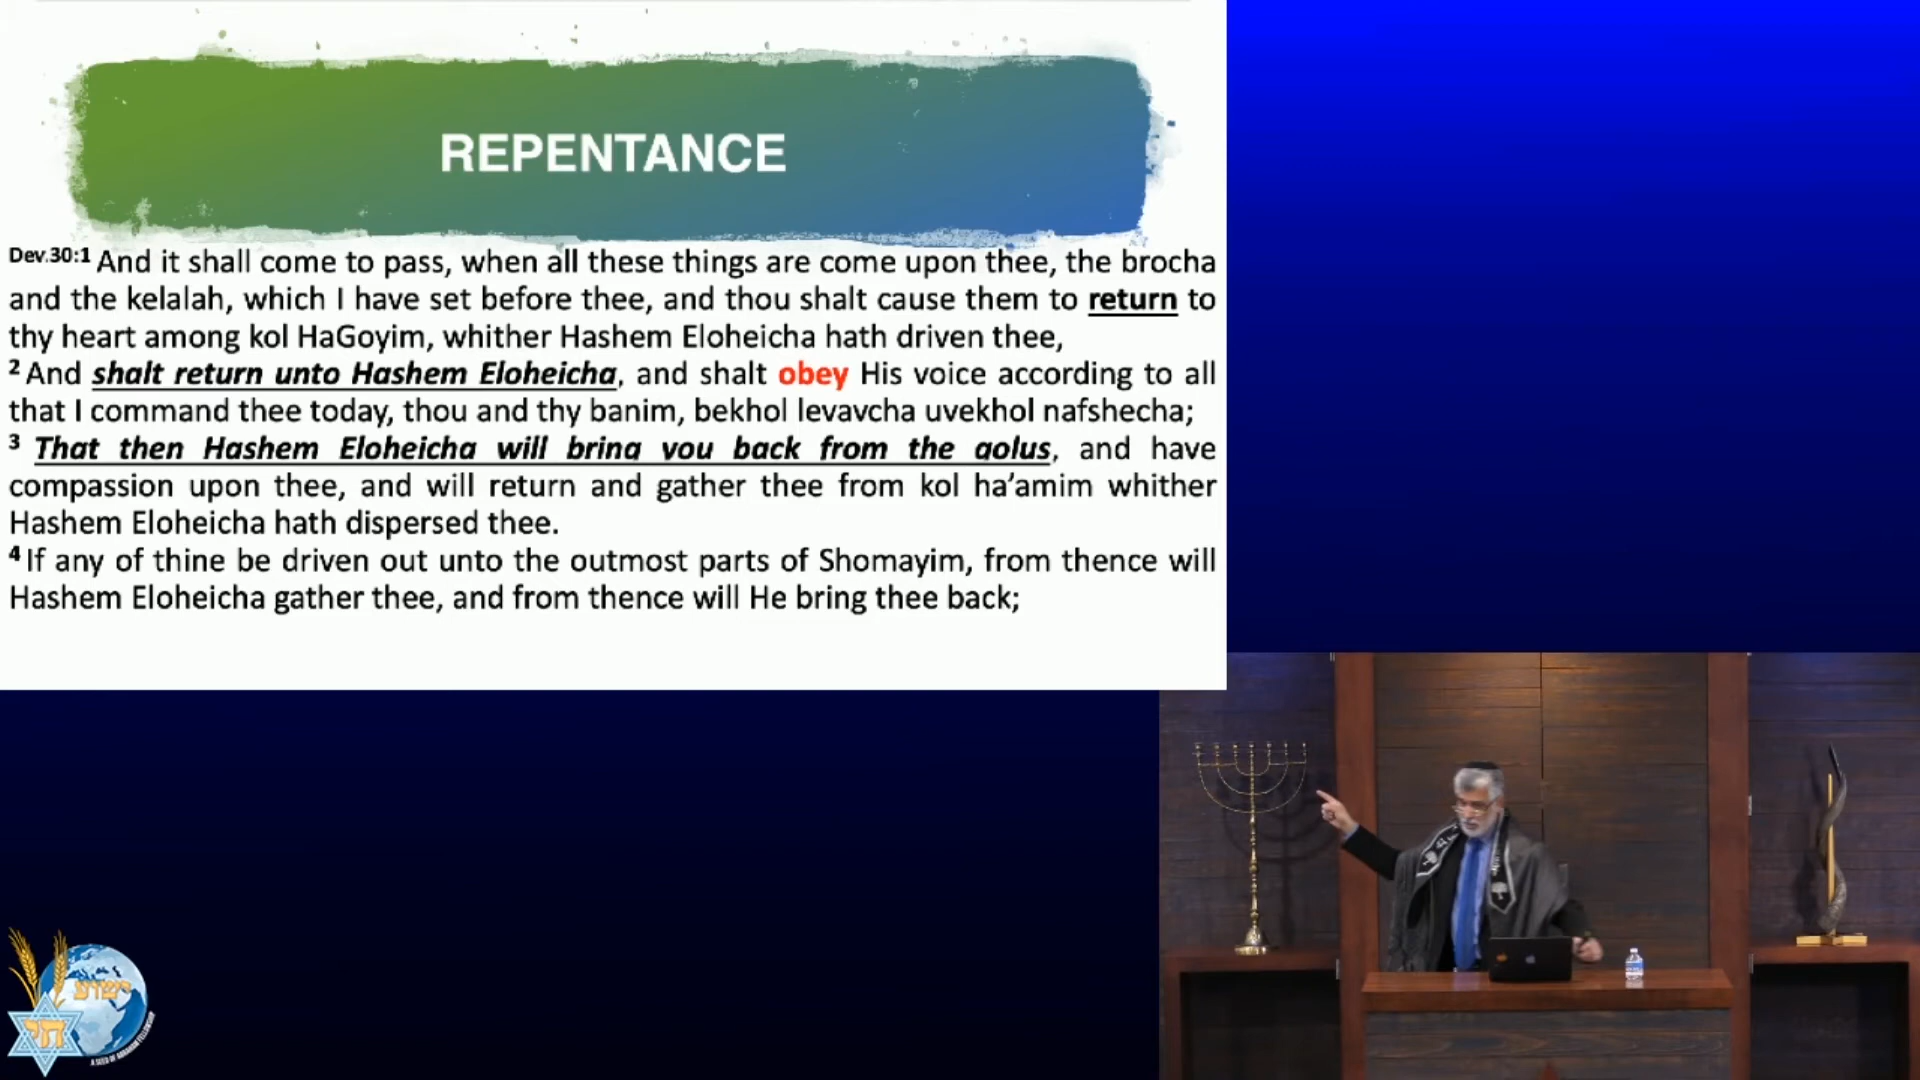 REPENTANCE
Dev.30:1 And it shall come to pass, when all these things are come upon thee, the brocha
and the kelalah, which I have set before thee, and thou shalt cause them to return to
thy heart among kol HaGoyim, whither Hashem Eloheicha hath driven thee,
2 And shalt return unto Hashem Eloheicha, and shalt obey His voice according to all
that I command thee today, thou and thy banim, bekhol levavcha uvekhol nafshecha;
3 That then Hashem Eloheicha will bring you back from the golus, and have
compassion upon thee, and will return and gather thee from kol ha’amim whither
Hashem Eloheicha hath dispersed thee.
4 If any of thine be driven out unto the outmost parts of Shomayim, from thence will
Hashem Eloheicha gather thee, and from thence will He bring thee back;
ישוע
חי
A SEED OF ABRAHAM FELLOWSHIP